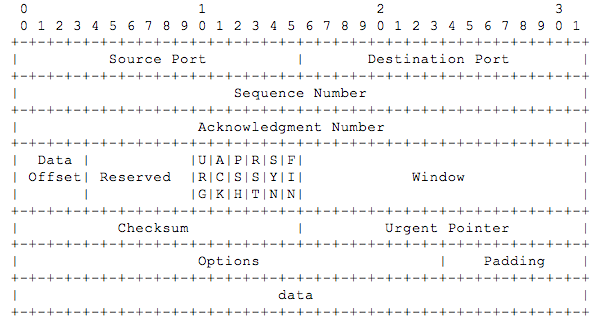 0                   1                   2                   3
 0 1 2 3 4 5 6 7 8 9 0 1 2 3 4 5 6 7 8 9 0 1 2 3 4 5 6 7 8 9 0 1
+-+-+-+-+-+-+-+-+-+-+-+-+-+-+-+-+-+-+-+-+-+-+-+-+-+-+-+-+-+-+-+-+
|          Source Port          |       Destination Port        |
+-+-+-+-+-+-+-+-+-+-+-+-+-+-+-+-+-+-+-+-+-+-+-+-+-+-+-+-+-+-+-+-+
|                        Sequence Number                        |
+-+-+-+-+-+-+-+-+-+-+-+-+-+-+-+-+-+-+-+-+-+-+-+-+-+-+-+-+-+-+-+-+
|                    Acknowledgment Number                      |
+-+-+-+-+-+-+-+-+-+-+-+-+-+-+-+-+-+-+-+-+-+-+-+-+-+-+-+-+-+-+-+-+
|  Data |           |U|A|P|R|S|F|                               |
| Offset| Reserved  |R|C|S|S|Y|I|            Window             |
|       |           |G|K|H|T|N|N|                               |
+-+-+-+-+-+-+-+-+-+-+-+-+-+-+-+-+-+-+-+-+-+-+-+-+-+-+-+-+-+-+-+-+
|           Checksum            |         Urgent Pointer        |
+-+-+-+-+-+-+-+-+-+-+-+-+-+-+-+-+-+-+-+-+-+-+-+-+-+-+-+-+-+-+-+-+
|                    Options                    |    Padding    |
+-+-+-+-+-+-+-+-+-+-+-+-+-+-+-+-+-+-+-+-+-+-+-+-+-+-+-+-+-+-+-+-+
|                             data                              |
+-+-+-+-+-+-+-+-+-+-+-+-+-+-+-+-+-+-+-+-+-+-+-+-+-+-+-+-+-+-+-+-+